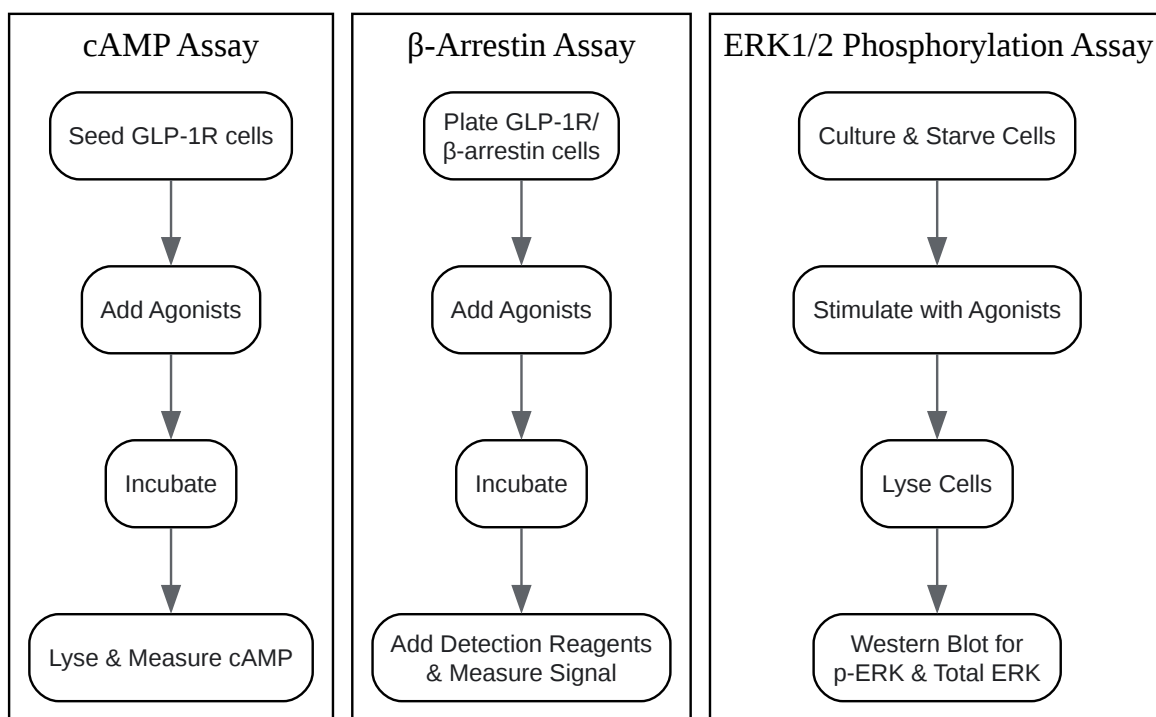 cAMP Assay
Seed GLP-1R cells
Add Agonists
Incubate
Lyse & Measure cAMP
β-Arrestin Assay
Plate GLP-1R/
β-arrestin cells
Add Agonists
Incubate
Add Detection Reagents
& Measure Signal
ERK1/2 Phosphorylation Assay
Culture & Starve Cells
Stimulate with Agonists
Lyse Cells
Western Blot for
p-ERK & Total ERK